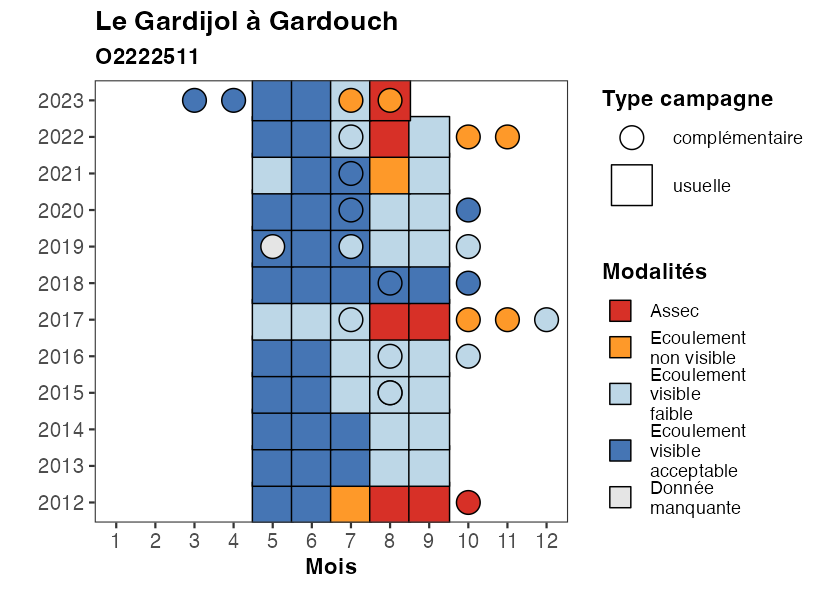 Le Gardijol à Gardouch
O2222511
2023
2022
2021
2020
2019
2018
2017
2016
2015
2014
2013
2012
1 2 3 4 5 6 7 8 9 10 11 12
Mois
Type campagne
complémentaire
usuelle
Modalités
Assec
Ecoulement
non visible
Ecoulement
visible
faible
Ecoulement
visible
acceptable
Donnée
manquante